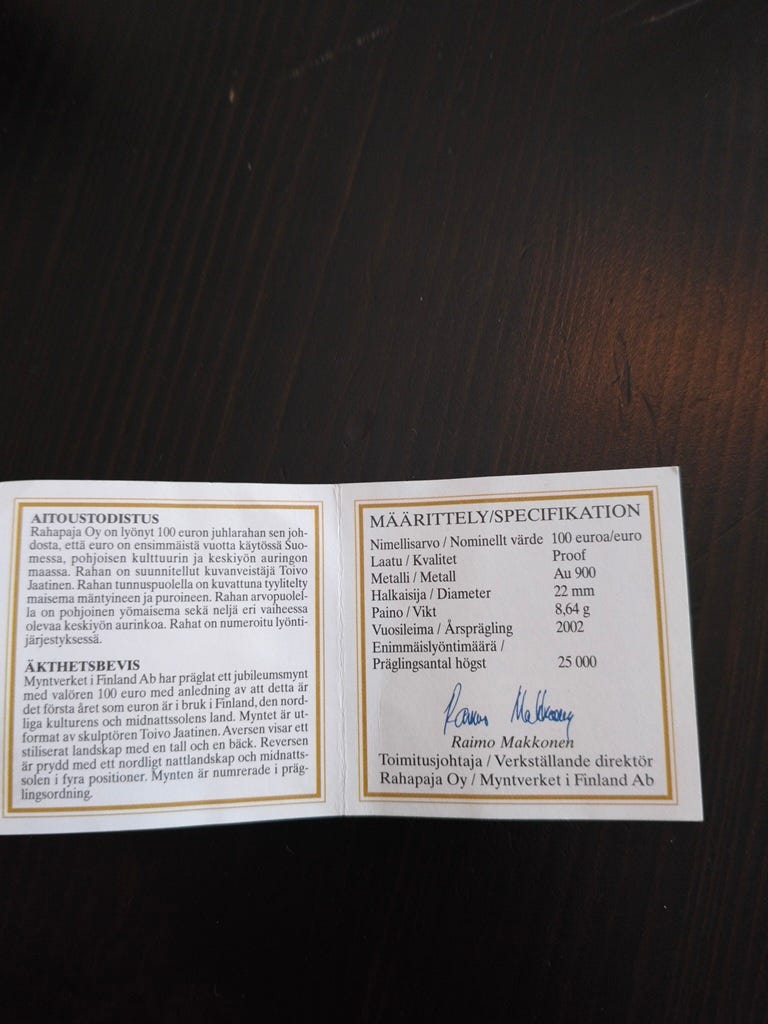 AITOUSTODISTUS
Rahapaja Oy on lyönyt 100 euron juhlarahan sen joh-
dosta, että euro on ensimmäistä vuotta käytössä Suo-
messa, pohjoisen kulttuurin ja keskiyön auringon
maassa. Rahan on suunnitellut kuvanveistäjä Toivo
Jaatinen. Rahan tunnuspuolella on kuvattuna tyylitelty
maisema mäntyineen ja puroineen. Rahan arvopuolel-
la on pohjoinen yömaisema sekä neljä eri vaiheessa
olevaa keskiyön aurinkoa. Rahat on numeroitu lyönti-
järjestyksessä.
ÄKTHETSBEVIS
Myntverket i Finland Ab har präglat ett jubileumsmynt
med valören 100 euro med anledning av att detta är
det första året som euron är i bruk i Finland, den nord-
liga kulturens och midnattssolens land. Myntet är ut-
format av skulptören Toivo Jaatinen. Aversen visar ett
stiliserat landskap med en tall och en bäck. Reversen
är prydd med ett nordligt nattlandskap och midnatts-
solen i fyra positioner. Mynten är numrerade i präg-
lingsordning.
MÄÄRITTELY/SPECIFIKATION
Nimellisarvo / Nominellt värde 100 euroa/euro
Laatu / Kvalitet Proof
Metalli / Metall Au 900
Halkaisija / Diameter 22 mm
Paino / Vikt 8,64 g
Vuosileima / Årsprägling 2002
Enimmäislyöntimäärä /
Präglingsantal högst 25 000
Raimo Makkonen
Raimo Makkonen
Toimitusjohtaja / Verkställande direktör
Rahapaja Oy / Myntverket i Finland Ab